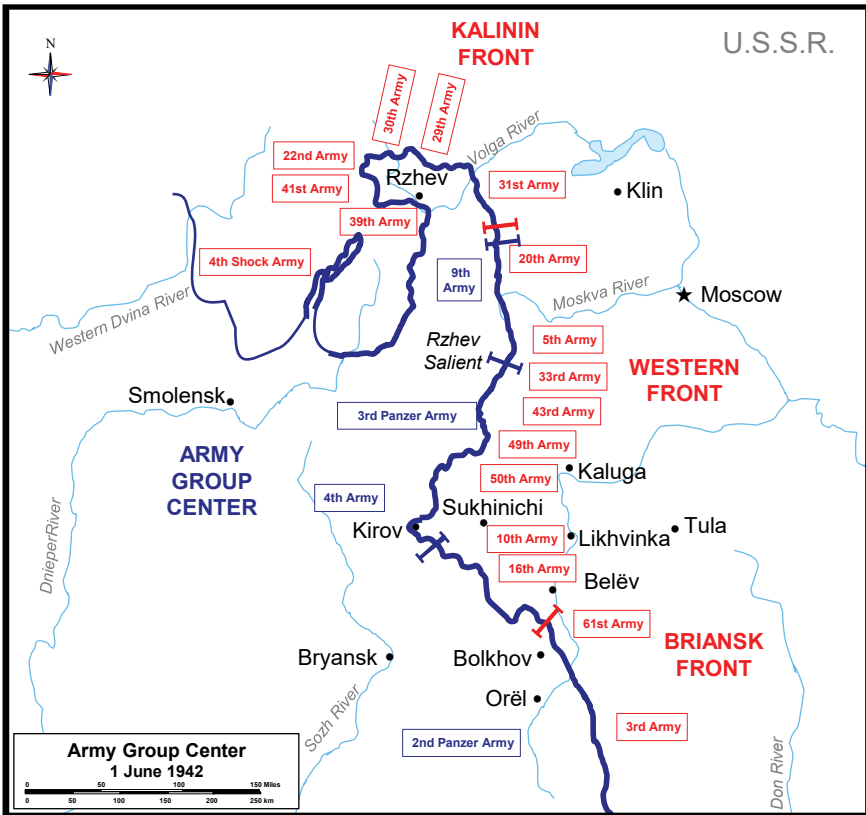 KALININ
FRONT
U.S.S.R.
N
30th Army
29th Army
Volga River
22nd Army
Rzhev
41st Army
31st Army
Klin
39th Army
4th Shock Army
20th Army
9th
Army
Western Dvina River
Moskva River
Moscow
Rzhev
Salient
5th Army
33rd Army
WESTERN
FRONT
Smolensk
3rd Panzer Army
43rd Army
ARMY
GROUP
CENTER
49th Army
Kaluga
50th Army
4th Army
Sukhinichi
Kirov
10th Army
Likhvinka
Tula
DnieperRiver
16th Army
Belëv
61st Army
BRIANSK
FRONT
Bryansk
Bolkhov
Orël
Sozh River
3rd Army
2nd Panzer Army
Don River
Army Group Center
1 June 1942
0 50 100 150 Miles
0 50 100 150 200 250 km